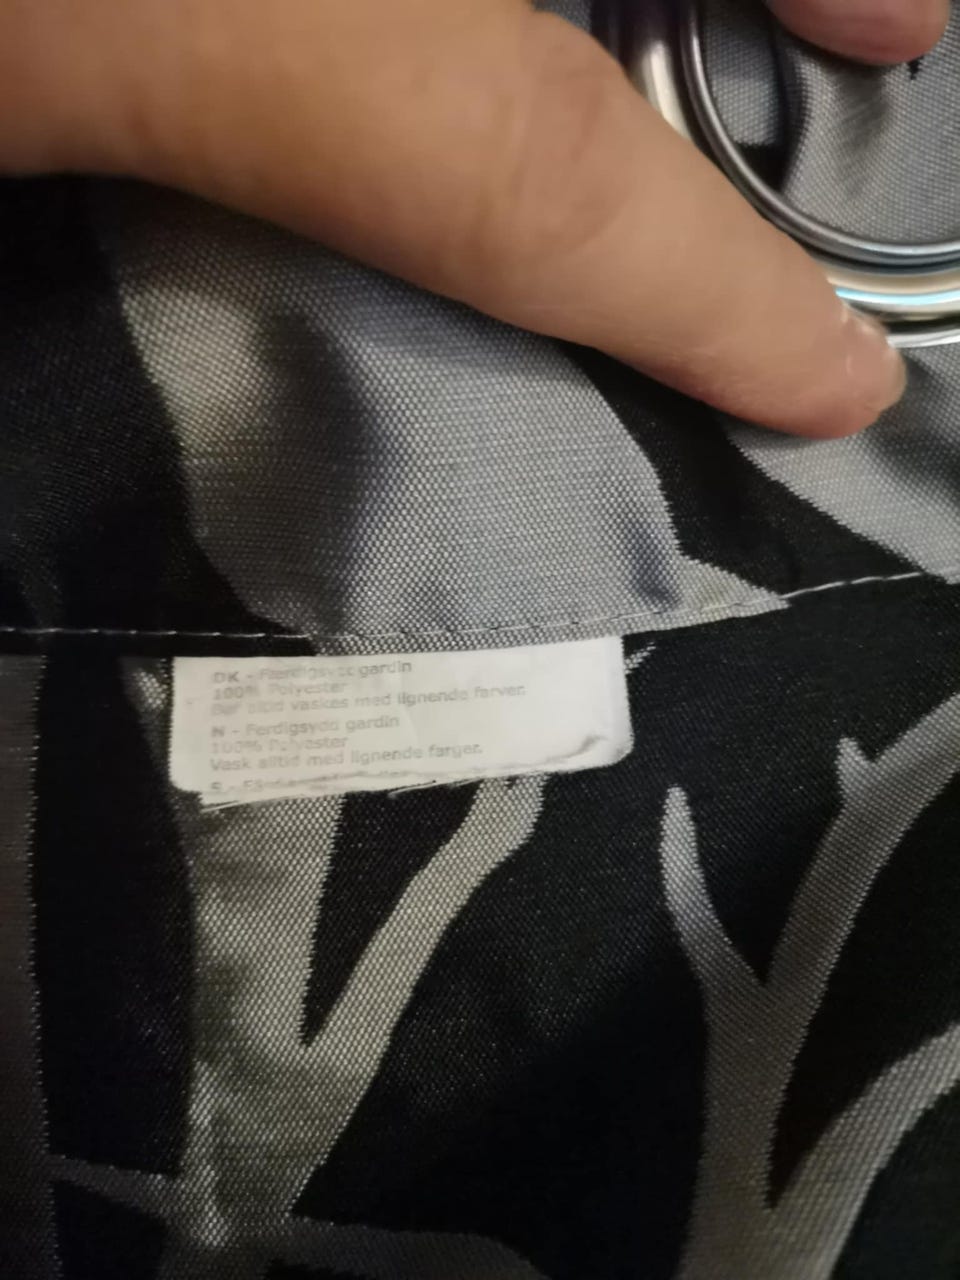 DK - Færdigsyet gardin
100% Polyester
Bør altid vaskes med lignende farver.
N - Ferdigsydd gardin
100% Polyester
Vask alltid med lignende farger.
S -